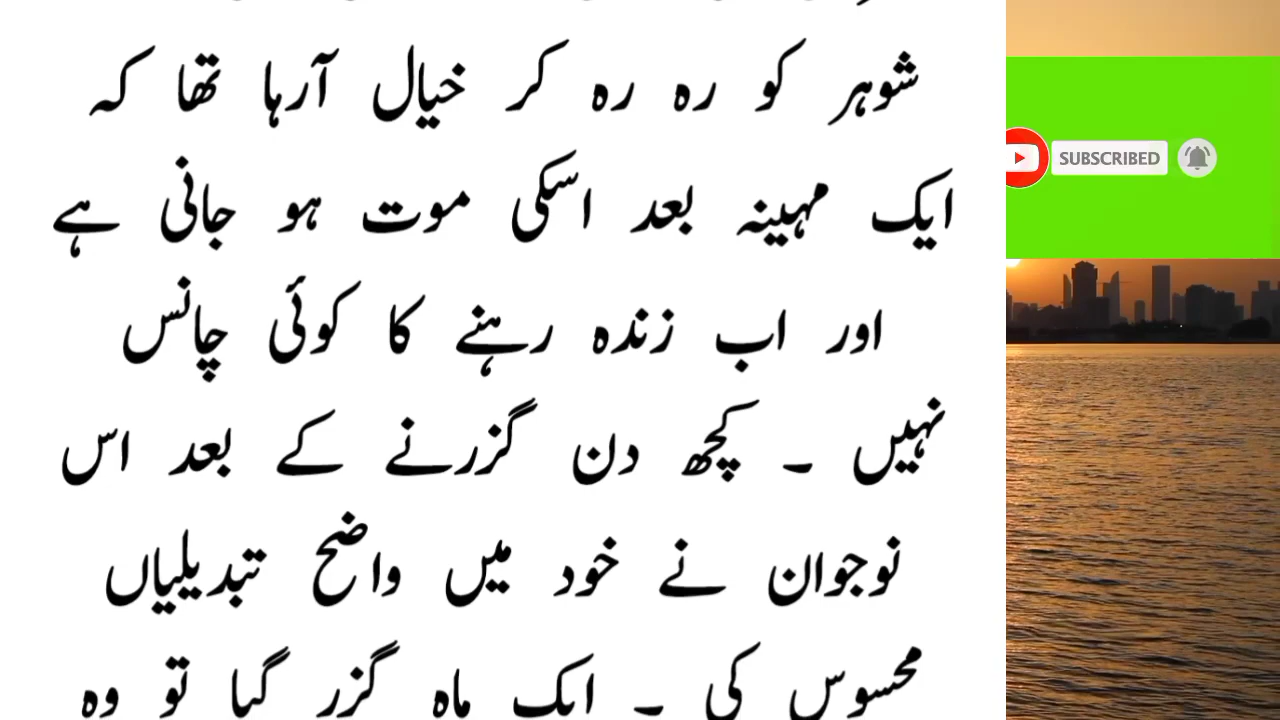 شوہر کو رہ رہ کر خیال آرہا تھا کہ
ایک مہینہ بعد اسکی موت ہو جانی ہے
اور اب زندہ رہنے کا کوئی چانس
نہیں ۔ کچھ دن گزرنے کے بعد اس
نوجوان نے خود میں واضح تبدیلیاں
محسوس کی ۔ ایک ماہ گزر گیا تو وہ
SUBSCRIBED